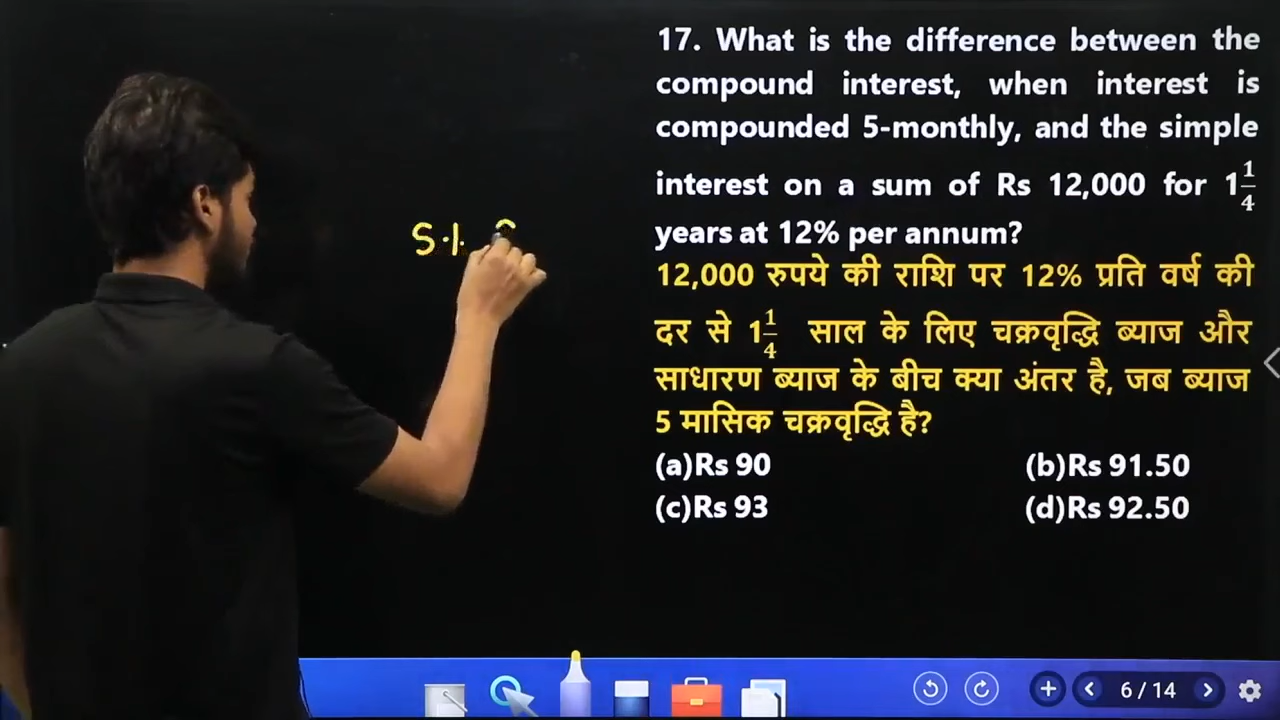 17. What is the difference between the
compound interest, when interest is
compounded 5-monthly, and the simple
interest on a sum of Rs 12,000 for 1 1/4
years at 12% per annum?
12,000 रुपये की राशि पर 12% प्रति वर्ष की
दर से 1 1/4 साल के लिए चक्रवृद्धि ब्याज और
साधारण ब्याज के बीच क्या अंतर है, जब ब्याज
5 मासिक चक्रवृद्धि है?
(a)Rs 90 (b)Rs 91.50
(c)Rs 93 (d)Rs 92.50
S.I.
6 / 14